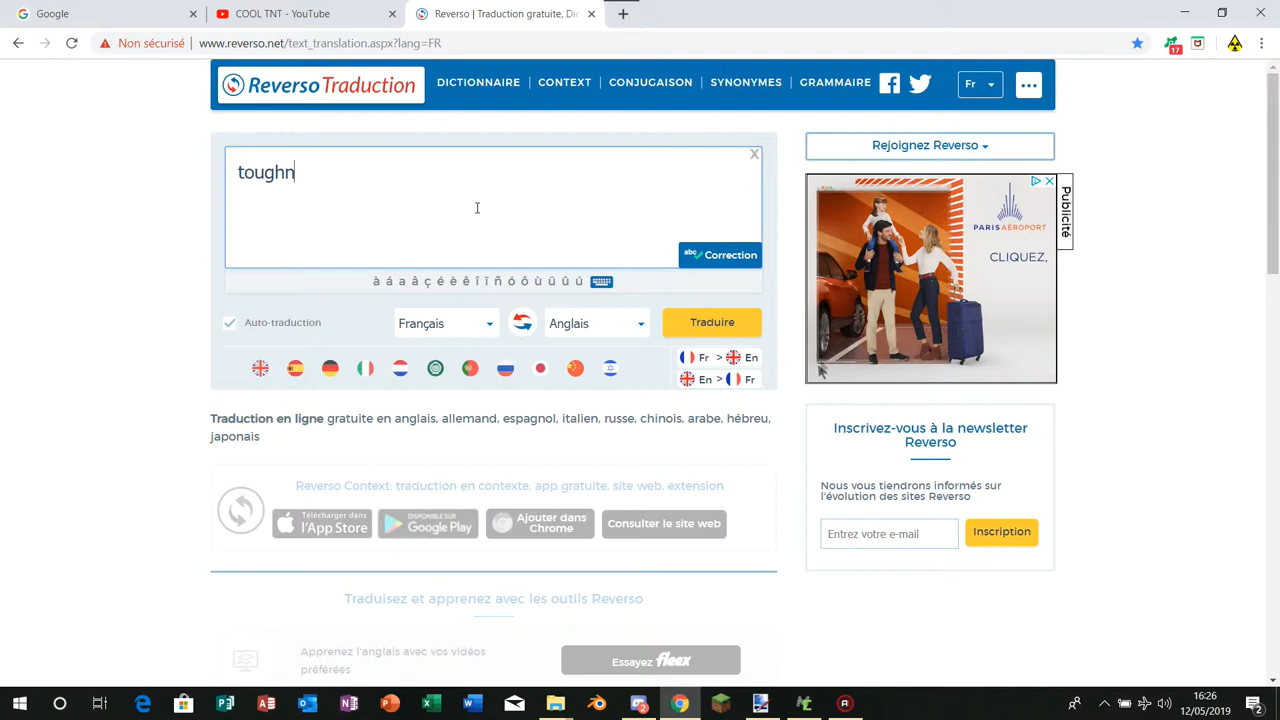 Google
COOL TNT - YouTube
Reverso | Traduction gratuite, Di
Non sécurisé www.reverso.net/text_translation.aspx?lang=FR
17
Reverso Traduction
DICTIONNAIRE CONTEXT CONJUGAISON SYNONYMES GRAMMAIRE
Fr
toughn
X
abc Correction
à á a â ç é è ê î ï ñ ó ô ù ü û ú
Auto-traduction
Français
Anglais
Traduire
Fr > En
En > Fr
Rejoignez Reverso
PARIS AÉROPORT
CLIQUEZ,
Publicité
Traduction en ligne gratuite en anglais, allemand, espagnol, italien, russe, chinois, arabe, hébreu,
japonais
Inscrivez-vous à la newsletter
Reverso
Nous vous tiendrons informés sur
l'évolution des sites Reverso
Entrez votre e-mail
Inscription
Reverso Context: traduction en contexte, app gratuite, site web, extension
Télécharger dans
l'App Store
DISPONIBLE SUR
Google Play
Ajouter dans
Chrome
Consulter le site web
Traduisez et apprenez avec les outils Reverso
Apprenez l'anglais avec vos vidéos
préférées
Essayez fleex
16:26
12/05/2019
2